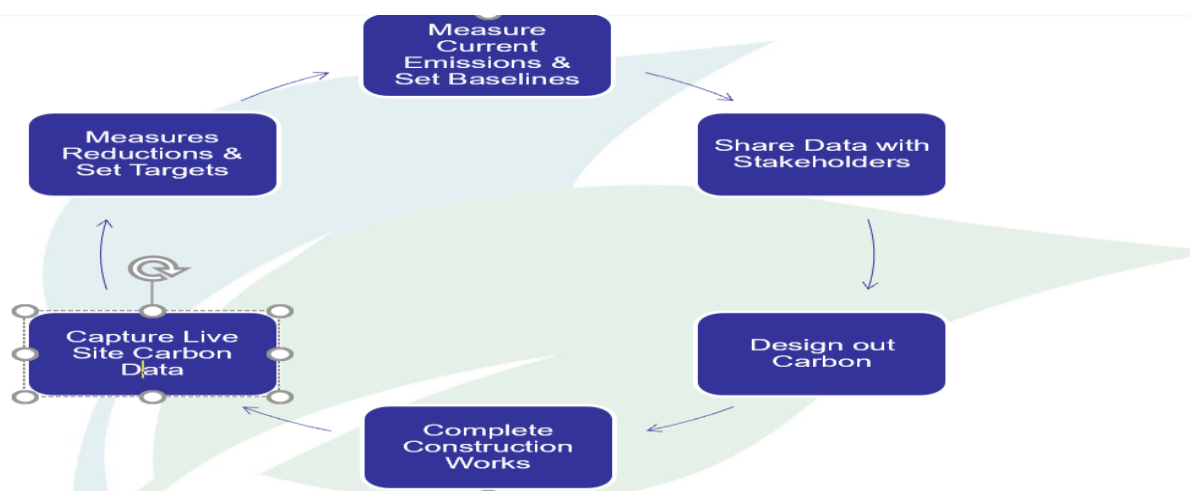 Measure
Current
Emissions &
Set Baselines
Share Data with
Stakeholders
Design out
Carbon
Complete
Construction
Works
Capture Live
Site Carbon
Data
Measures
Reductions &
Set Targets